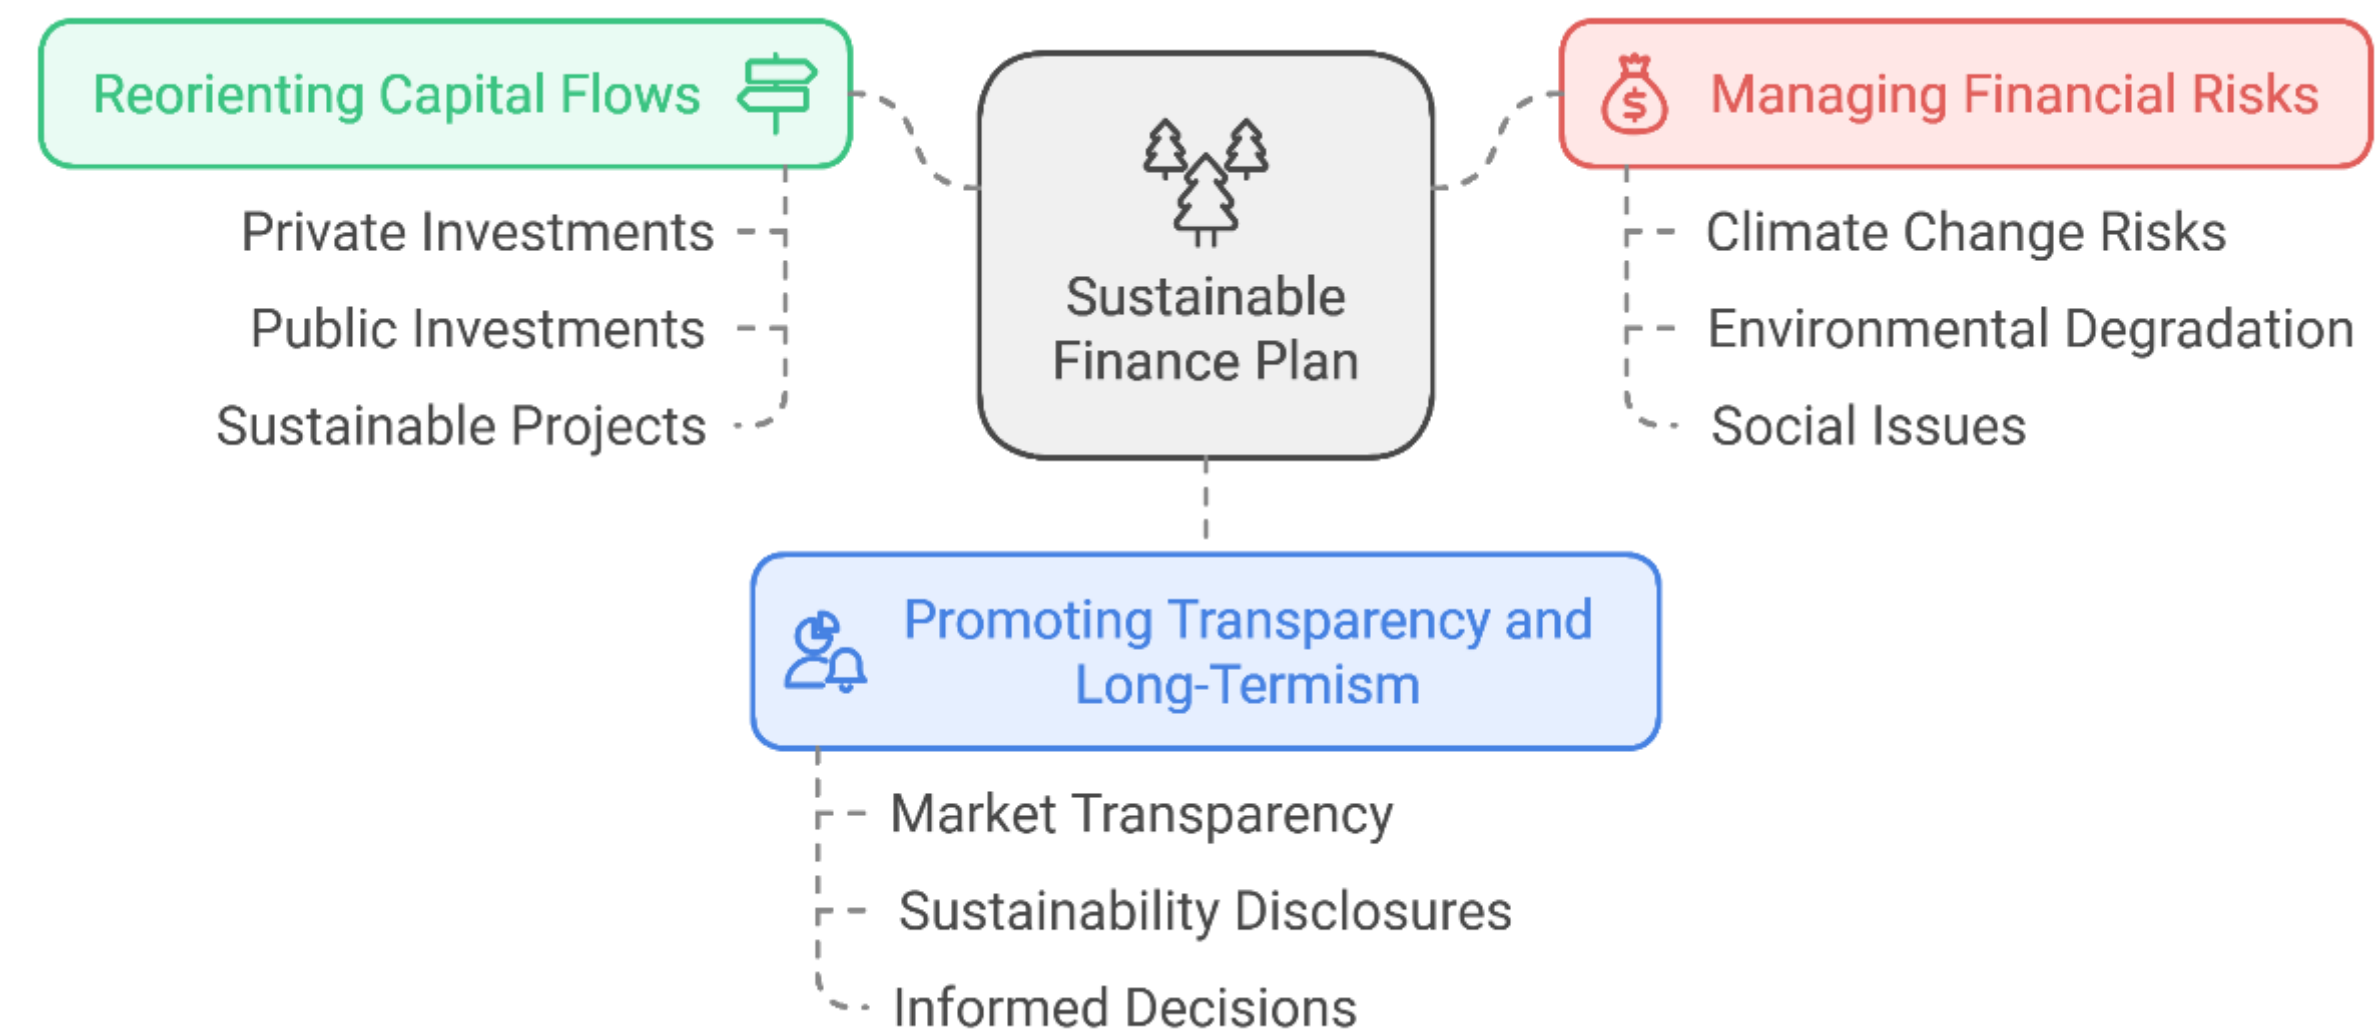 Reorienting Capital Flows
Private Investments
Public Investments
Sustainable Projects
Sustainable
Finance Plan
$
Managing Financial Risks
Climate Change Risks
Environmental Degradation
Social Issues
Promoting Transparency and
Long-Termism
Market Transparency
Sustainability Disclosures
Informed Decisions